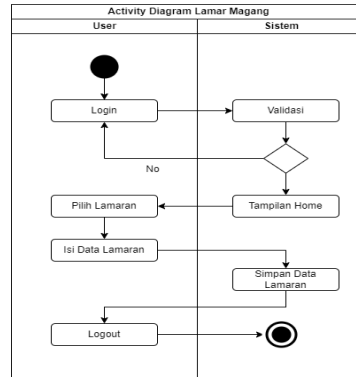 Activity Diagram Lamar Magang
User
Sistem
Login
Validasi
No
Pilih Lamaran
Tampilan Home
Isi Data Lamaran
Simpan Data
Lamaran
Logout